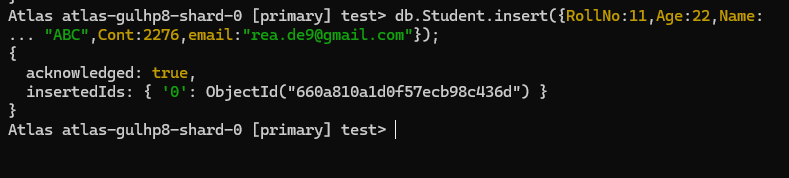 Atlas atlas-gulhp8-shard-0 [primary] test> db.Student.insert({RollNo:11,Age:22,Name:
... "ABC",Cont:2276,email:"rea.de9@gmail.com"});
{
  acknowledged: true,
  insertedIds: { '0': ObjectId("660a810a1d0f57ecb98c436d") }
}
Atlas atlas-gulhp8-shard-0 [primary] test>